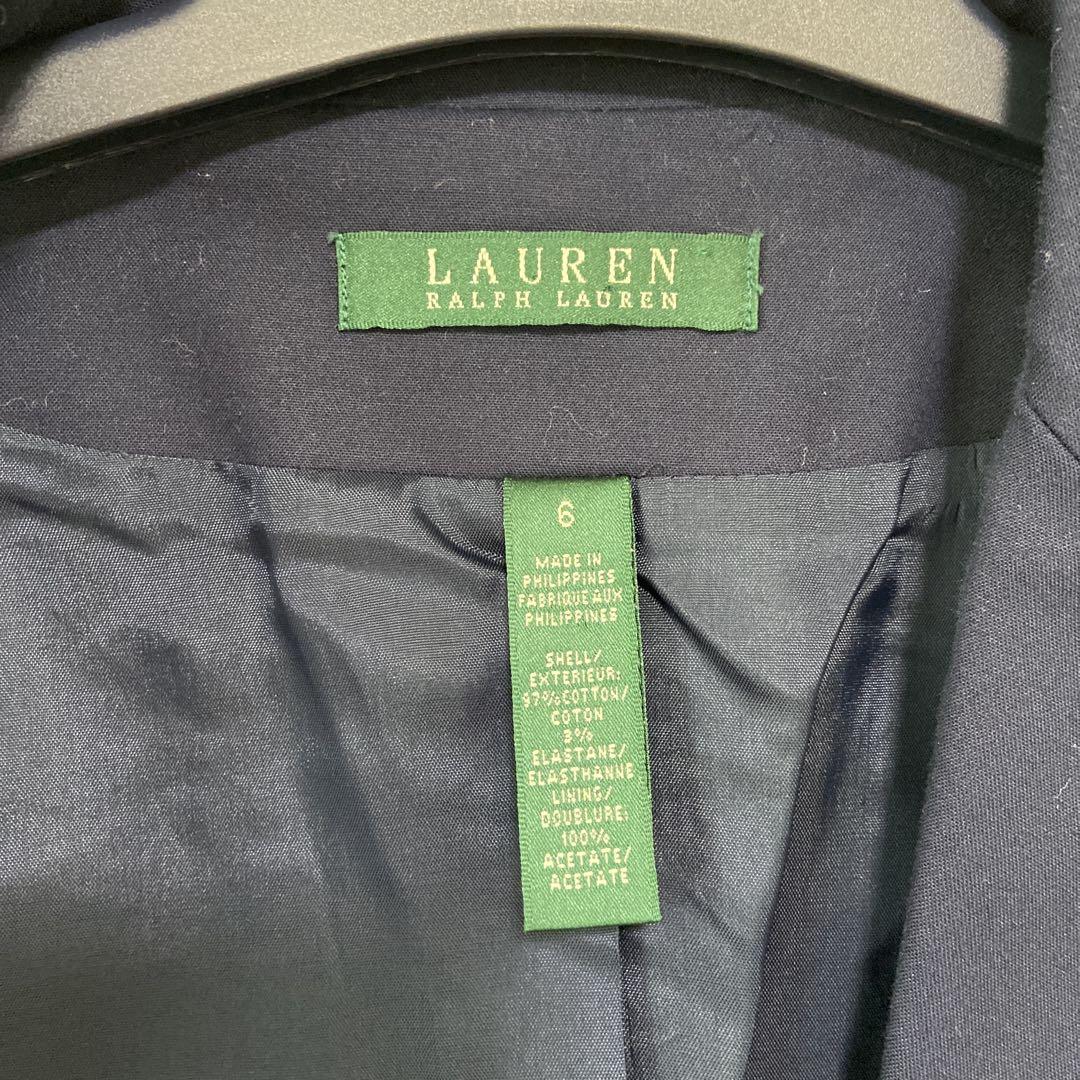 LAUREN
RALPH LAUREN
6
MADE IN
PHILIPPINES
FABRIQUE AUX
PHILIPPINES
SHELL/
EXTERIEUR:
97% COTTON/
COTON
3%
ELASTANE/
ELASTHANNE
LINING/
DOUBLURE:
100%
ACETATE/
ACETATE